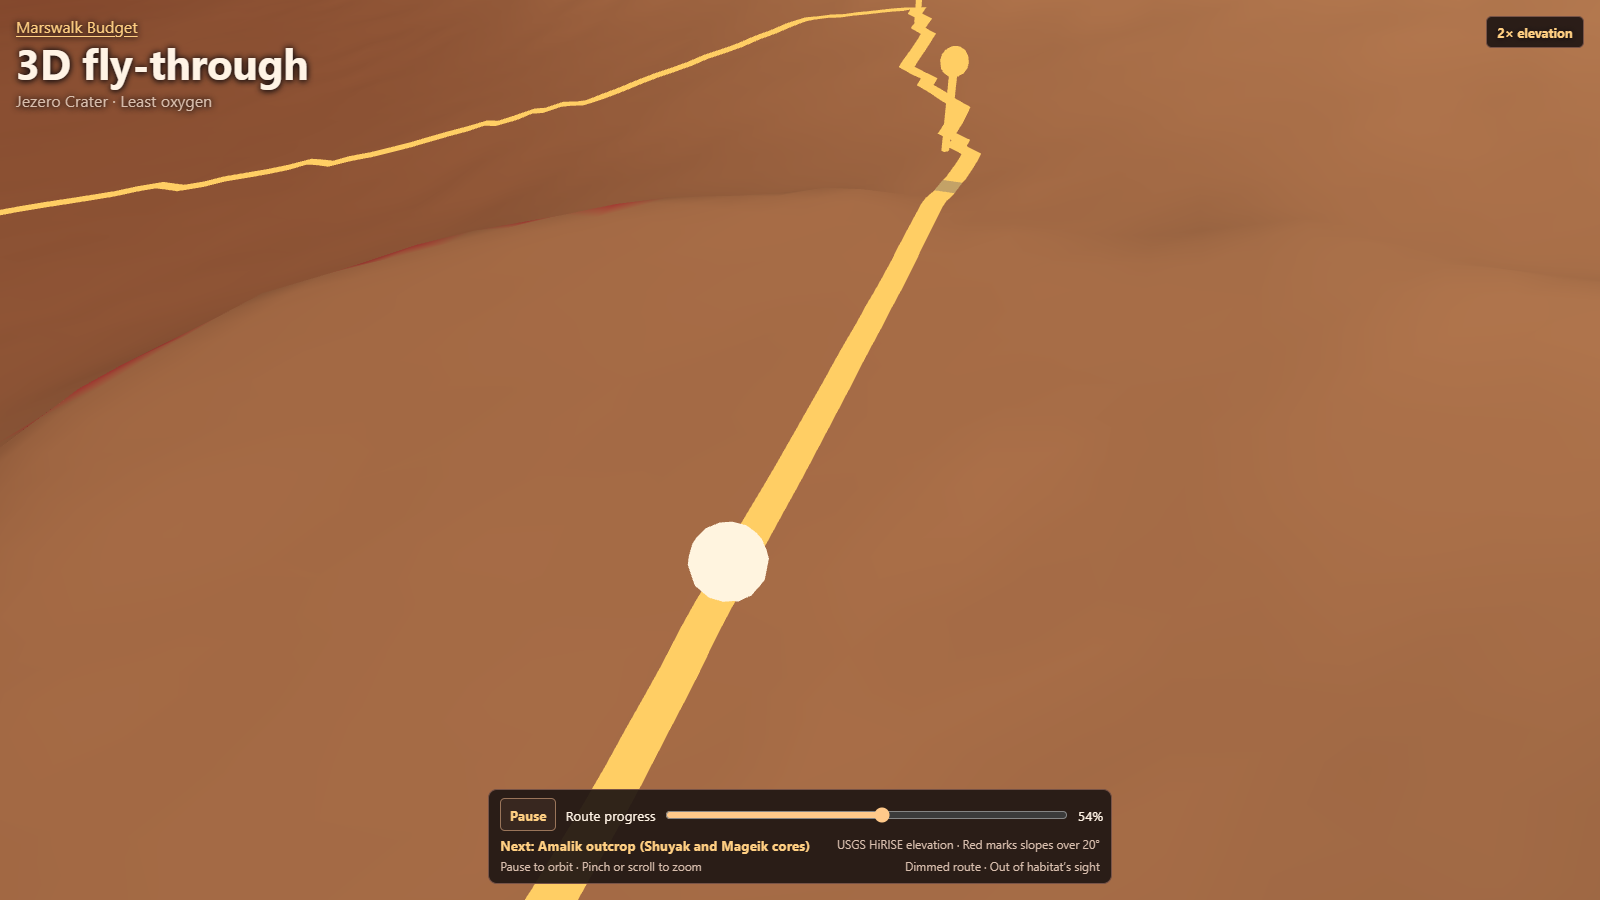 Marswalk Budget
3D fly-through
Jezero Crater · Least oxygen
2× elevation
Pause
Route progress
54%
Next: Amalik outcrop (Shuyak and Mageik cores)
USGS HiRISE elevation · Red marks slopes over 20°
Pause to orbit · Pinch or scroll to zoom
Dimmed route · Out of habitat's sight